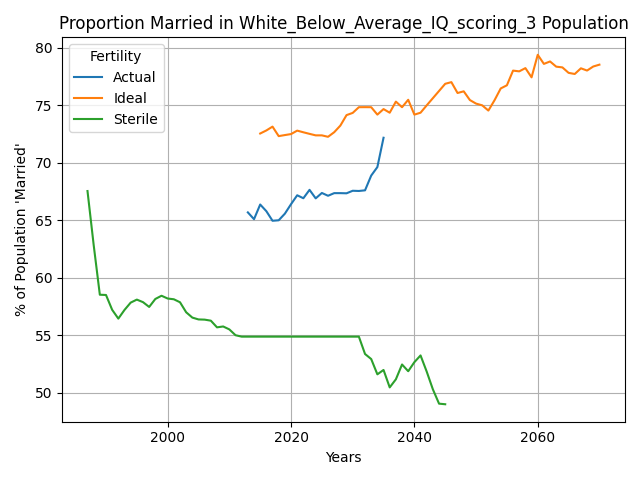 Proportion Married in White_Below_Average_IQ_scoring_3 Population
Fertility
Actual
Ideal
Sterile
% of Population 'Married'
80
75
70
65
60
55
50
2000 2020 2040 2060
Years